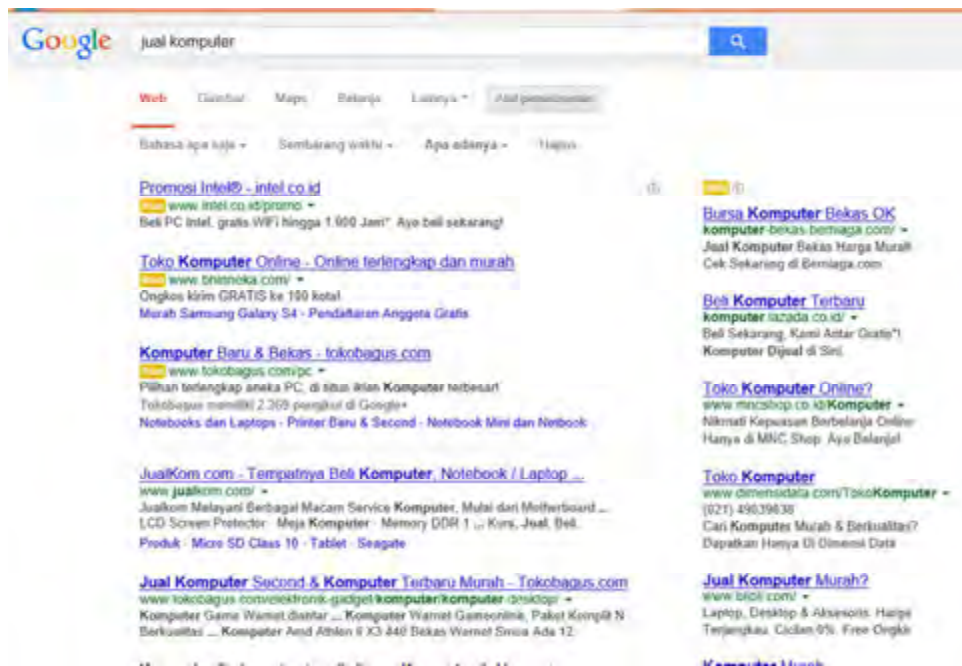 Google
jual komputer
Web Gambar Maps Belanja Lainnya
Bahasa apa saja Sembarang waktu Apa adanya Hapus
Promosi Intel® - intel.co.id
www.intel.co.id/promo
Beli PC Intel, gratis WiFi hingga 1.000 Jam!* Ayo beli sekarang!
Toko Komputer Online - Online terlengkap dan murah
www.bhinneka.com/
Ongkos kirim GRATIS ke 100 kota!
Murah Samsung Galaxy S4 - Pendaftaran Anggota Gratis
Komputer Baru & Bekas - tokobagus.com
www.tokobagus.com/pc
Pilihan terlengkap aneka PC, di situs iklan Komputer terbesar!
Tokobagus memiliki 2.369 pengikut di Google+
Notebooks dan Laptops - Printer Baru & Second - Notebook Mini dan Netbook
JualKom.com - Tempatnya Beli Komputer, Notebook / Laptop ...
www.jualkom.com/
Jualkom Melayani Berbagai Macam Service Komputer, Mulai dari Motherboard ...
LCD Screen Protector · Meja Komputer · Memory DDR 1 ... Kurs, Jual, Beli.
Produk - Micro SD Class 10 - Tablet - Seagate
Jual Komputer Second & Komputer Terbaru Murah - Tokobagus.com
www.tokobagus.com/elektronik-gadget/komputer/komputer-desktop/
Komputer Game Warnet diantar ... Komputer Warnet Gameonline, Paket Komplit N
Berkualitas ... Komputer Amd Athlon II X3 440 Bekas Warnet Sisa Ada 12.
Bursa Komputer Bekas OK
komputer-bekas.berniaga.com/
Jual Komputer Bekas Harga Murah
Cek Sekarang di Berniaga.com
Beli Komputer Terbaru
komputer.lazada.co.id/
Beli Sekarang, Kami Antar Gratis*!
Komputer Dijual di Sini.
Toko Komputer Online?
www.mncshop.co.id/Komputer
Nikmati Kepuasan Berbelanja Online
Hanya di MNC Shop. Ayo Belanja!
Toko Komputer
www.dimensidata.com/TokoKomputer
(021) 49039838
Cari Komputer Murah & Berkualitas?
Dapatkan Hanya Di Dimensi Data
Jual Komputer Murah?
www.blibli.com/
Laptop, Desktop & Aksesoris. Harga
Terjangkau. Cicilan 0%. Free Ongkir
Komputer Murah